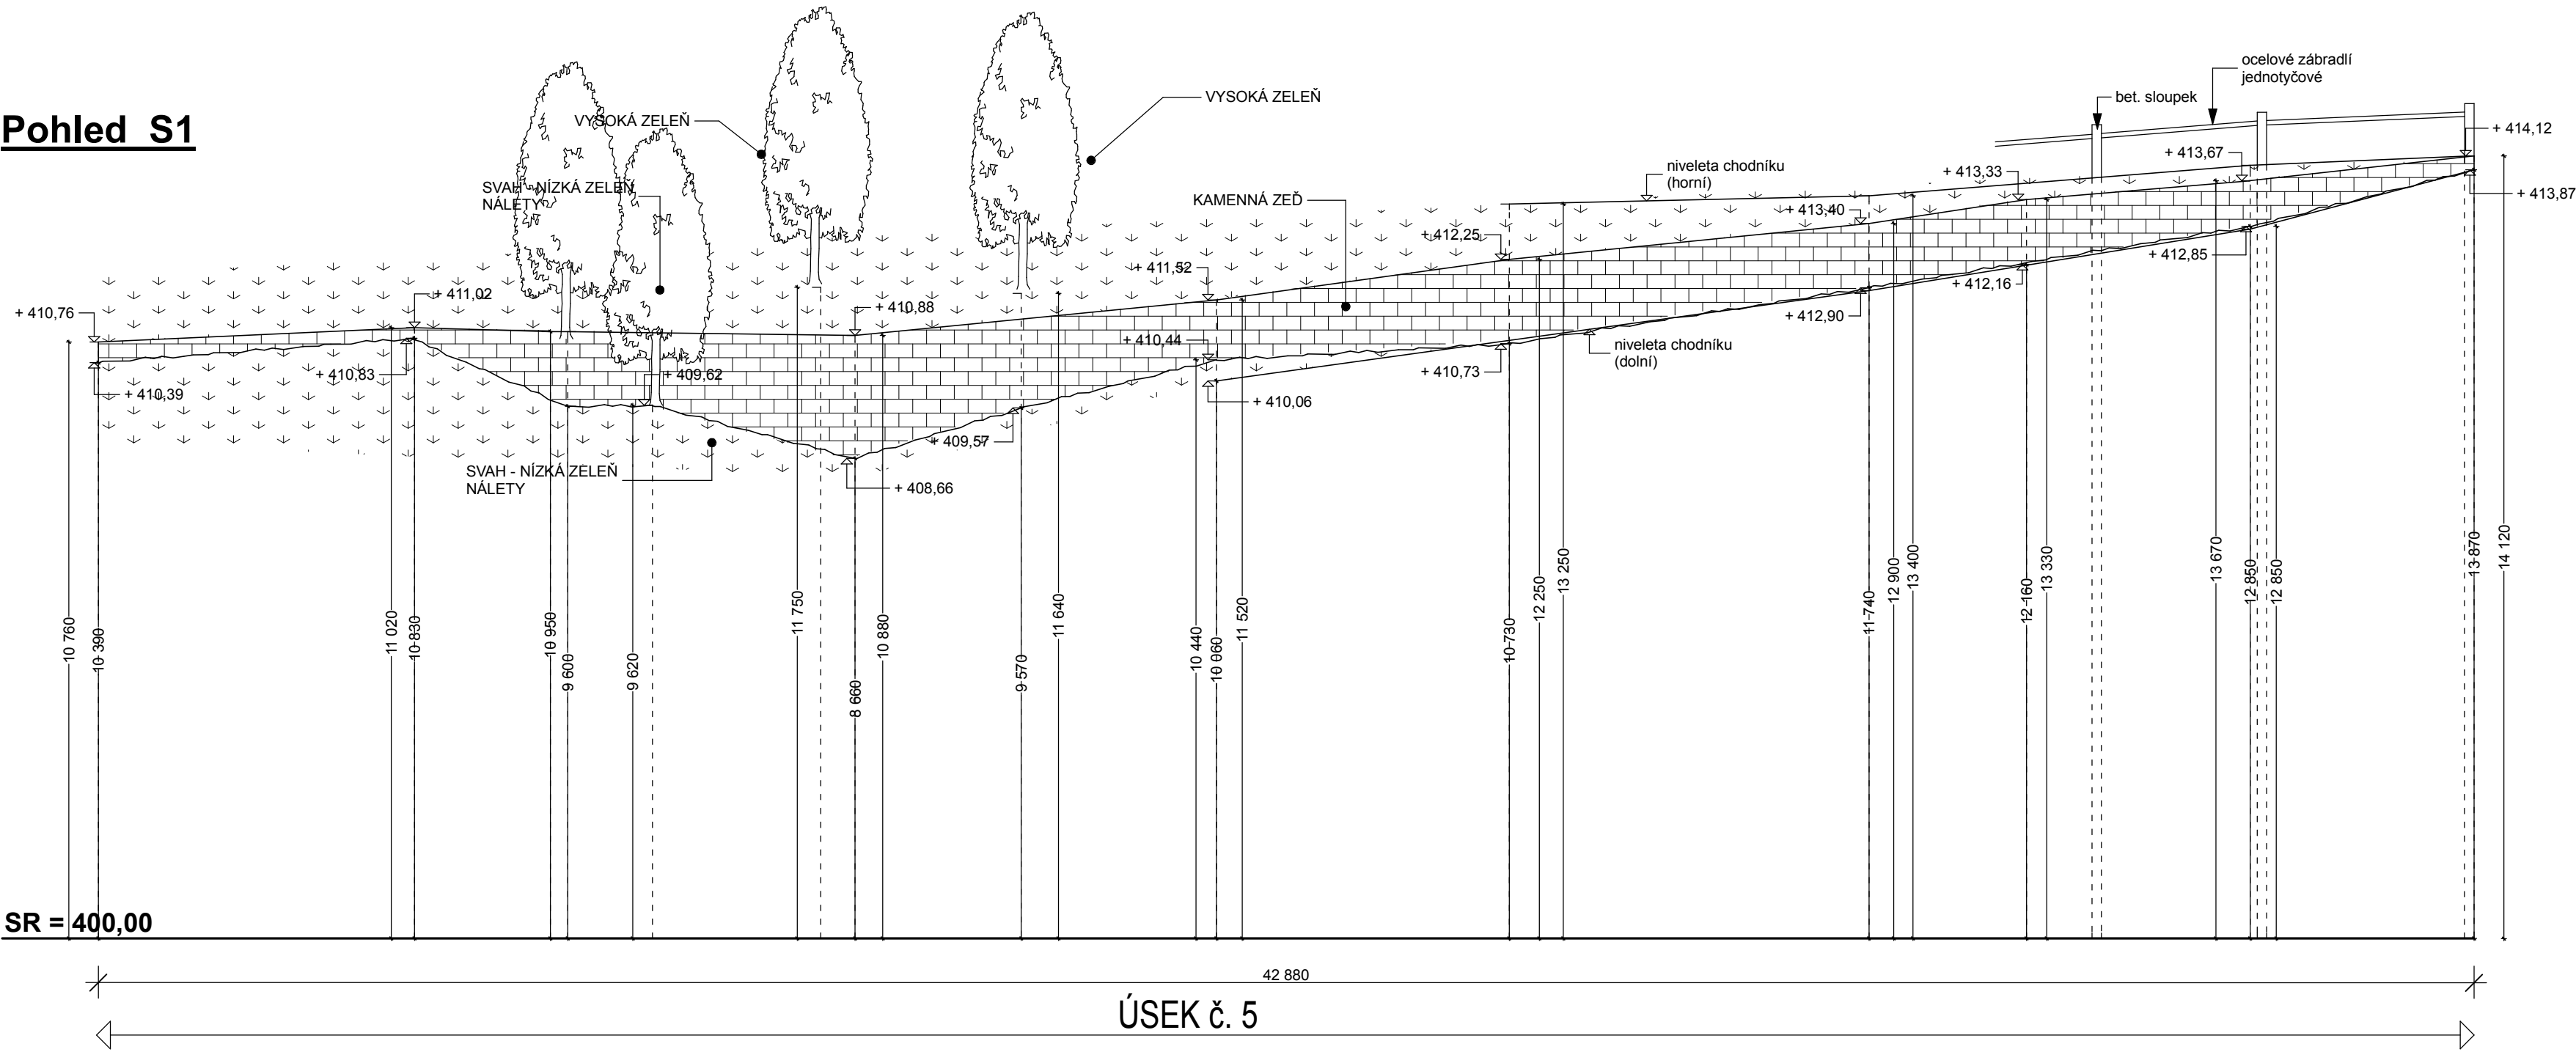 ocelové zábradlí
jednotyčové
bet. sloupek
VYSOKÁ ZELEŇ
Pohled S1
VYSOKÁ ZELEŇ
+ 414,12
+ 413,67
niveleta chodníku
(horní)
+ 413,33
SVAH - NÍZKÁ ZELEŇ
NÁLETY
+ 413,87
KAMENNÁ ZEĎ
+ 413,40
+ 412,25
+ 412,85
+ 411,52
+ 412,16
+ 411,02
+ 410,88
+ 410,76
+ 412,90
+ 410,44
niveleta chodníku
(dolní)
+ 410,83
+ 409,62
+ 410,73
+ 410,39
+ 410,06
+ 409,57
SVAH - NÍZKÁ ZELEŇ
NÁLETY
+ 408,66
10 760
10 390
11 020
10 830
10 950
9 600
9 620
11 750
8 660
10 880
9 570
11 640
10 440
10 060
11 520
10 730
12 250
13 250
11 740
12 900
13 400
12 160
13 330
13 670
12 850
12 850
13 870
14 120
SR = 400,00
42 880
ÚSEK č. 5